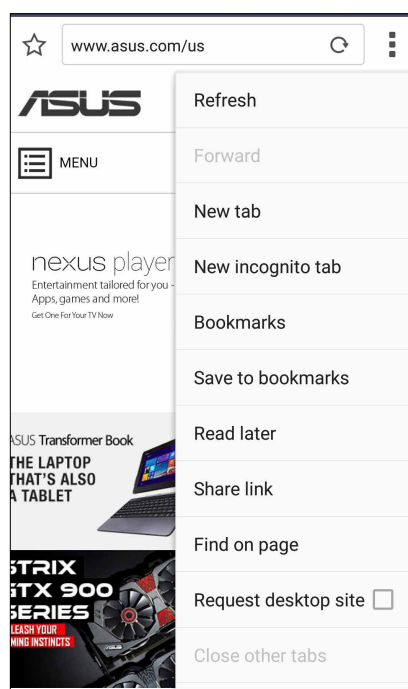 www.asus.com/us
ASUS
MENU
nexus player
Entertainment tailored for you -
Apps, games and more!
Get One For Your TV Now
ASUS Transformer Book
THE LAPTOP
THAT'S ALSO
A TABLET
STRIX
GTX 900
SERIES
LEASH YOUR
MING INSTINCTS
Refresh
Forward
New tab
New incognito tab
Bookmarks
Save to bookmarks
Read later
Share link
Find on page
Request desktop site
Close other tabs